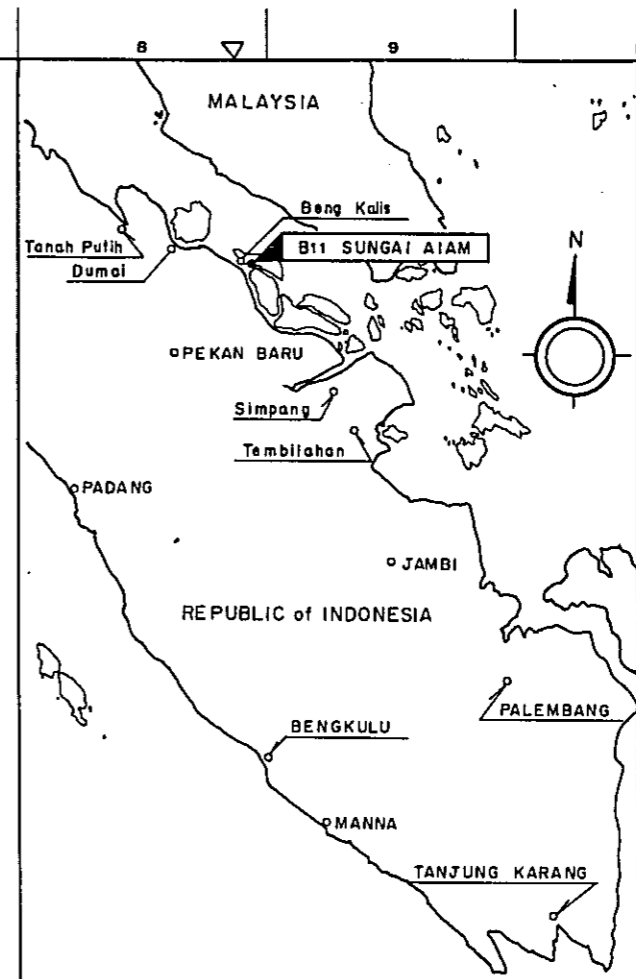 8
9
MALAYSIA
Beng Kalis
B11 SUNGAI AIAM
Tanah Putih
Dumai
N
PEKAN BARU
Simpang
Tembilahan
PADANG
JAMBI
REPUBLIC of INDONESIA
PALEMBANG
BENGKULU
MANNA
TANJUNG KARANG